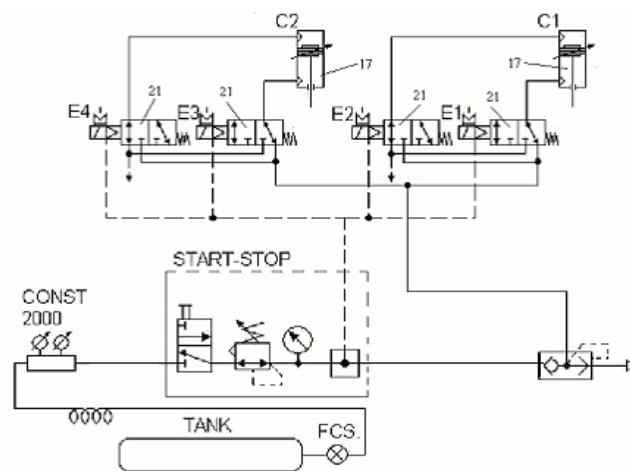 C2
C1
17
17
E4
21
E3
21
E2
21
E1
21
START-STOP
CONST
2000
TANK
FCS.